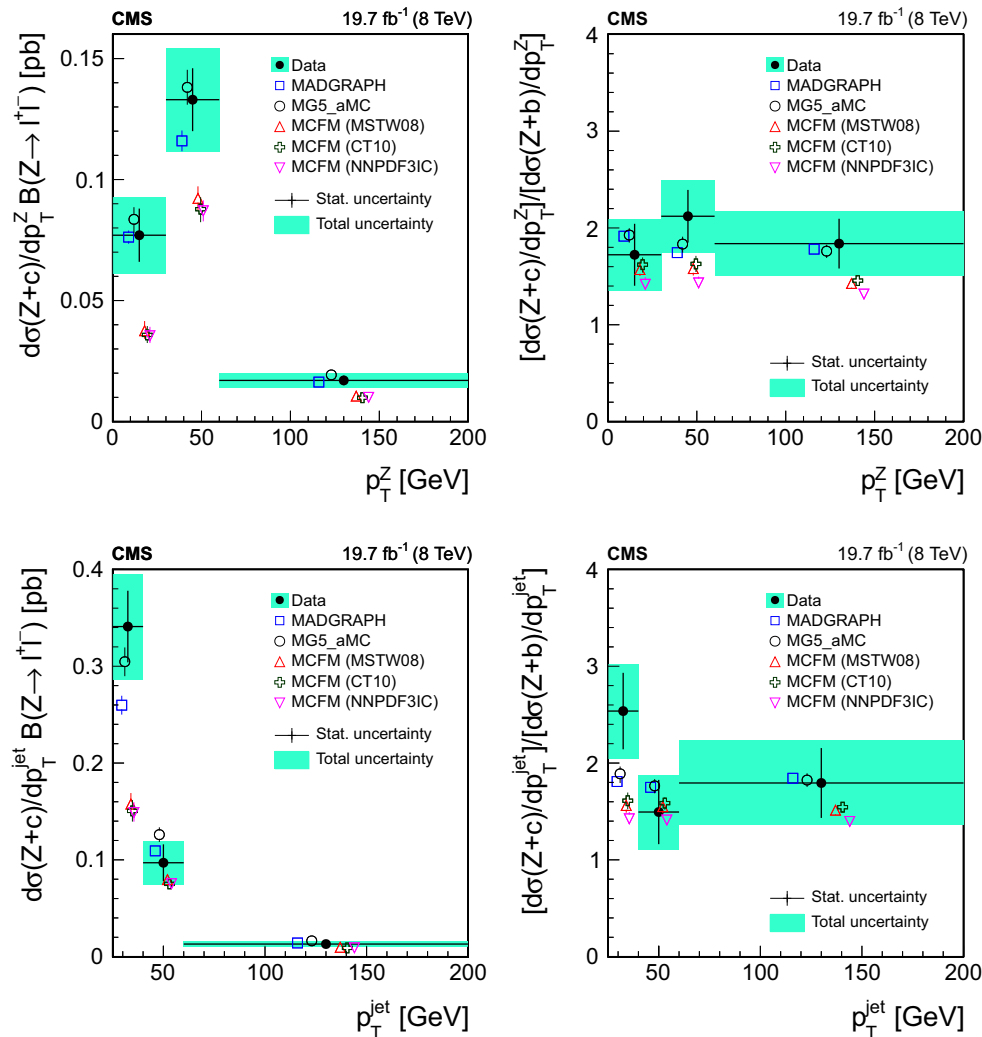 CMS 19.7 fb⁻¹ (8 TeV)
dσ(Z+c)/dp_T^Z B(Z→ l⁺l⁻) [pb]
0.15
0.1
0.05
0
Data
MADGRAPH
MG5_aMC
MCFM (MSTW08)
MCFM (CT10)
MCFM (NNPDF3IC)
Stat. uncertainty
Total uncertainty
0 50 100 150 200
p_T^Z [GeV]
CMS 19.7 fb⁻¹ (8 TeV)
[dσ(Z+c)/dp_T^Z]/[dσ(Z+b)/dp_T^Z]
4
3
2
1
0
Data
MADGRAPH
MG5_aMC
MCFM (MSTW08)
MCFM (CT10)
MCFM (NNPDF3IC)
Stat. uncertainty
Total uncertainty
0 50 100 150 200
p_T^Z [GeV]
CMS 19.7 fb⁻¹ (8 TeV)
dσ(Z+c)/dp_T^jet B(Z→ l⁺l⁻) [pb]
0.4
0.3
0.2
0.1
0
Data
MADGRAPH
MG5_aMC
MCFM (MSTW08)
MCFM (CT10)
MCFM (NNPDF3IC)
Stat. uncertainty
Total uncertainty
50 100 150 200
p_T^jet [GeV]
CMS 19.7 fb⁻¹ (8 TeV)
[dσ(Z+c)/dp_T^jet]/[dσ(Z+b)/dp_T^jet]
4
3
2
1
0
Data
MADGRAPH
MG5_aMC
MCFM (MSTW08)
MCFM (CT10)
MCFM (NNPDF3IC)
Stat. uncertainty
Total uncertainty
50 100 150 200
p_T^jet [GeV]